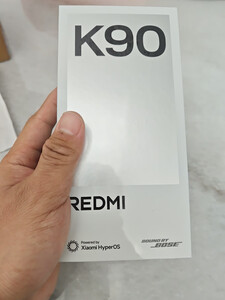 K90
REDMI
Powered by
Xiaomi HyperOS
SOUND BY
BOSE